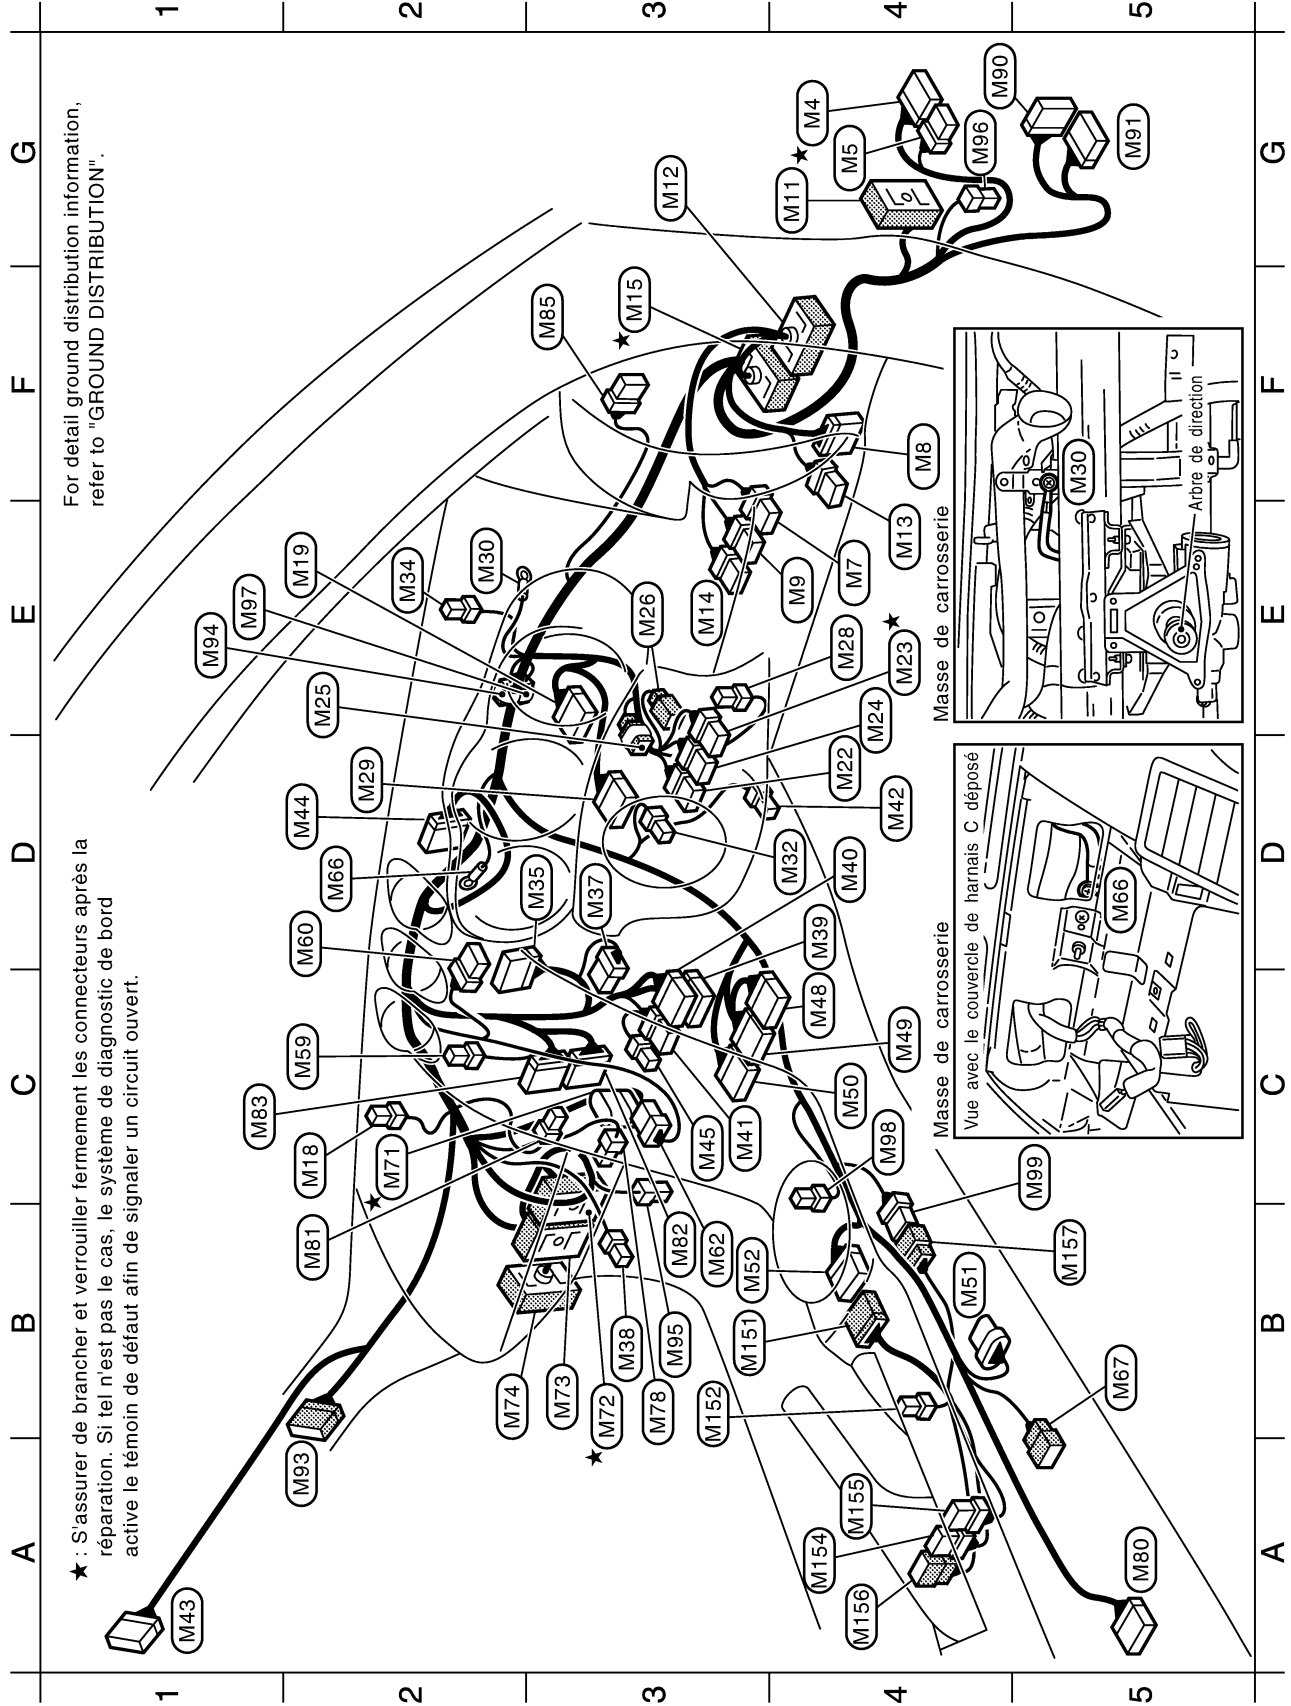 A
B
C
D
E
F
G
1
2
3
4
5
★ : S'assurer de brancher et verrouiller fermement les connecteurs après la
réparation. Si tel n'est pas le cas, le système de diagnostic de bord
active le témoin de défaut afin de signaler un circuit ouvert.
For detail ground distribution information,
refer to "GROUND DISTRIBUTION".
M43
M93
M81
M18
★ M71
M83
M59
M60
M66
M44
M29
M25
M94
M97
M19
M34
M30
M85
★ M15
M12
M11
★ M4
M5
M96
M90
M91
M35
M37
M26
M14
M9
M7
M13
M8
M28
★ M23
M24
M22
M42
M32
M40
M39
M48
M49
M50
M41
M45
M62
M82
M52
M98
M99
M157
M51
M67
M74
M73
★ M72
M38
M78
M95
M151
M152
M155
M154
M156
M80
Masse de carrosserie
Vue avec le couvercle de harnais C déposé
M66
Masse de carrosserie
M30
Arbre de direction
A
B
C
D
E
F
G
1
2
3
4
5